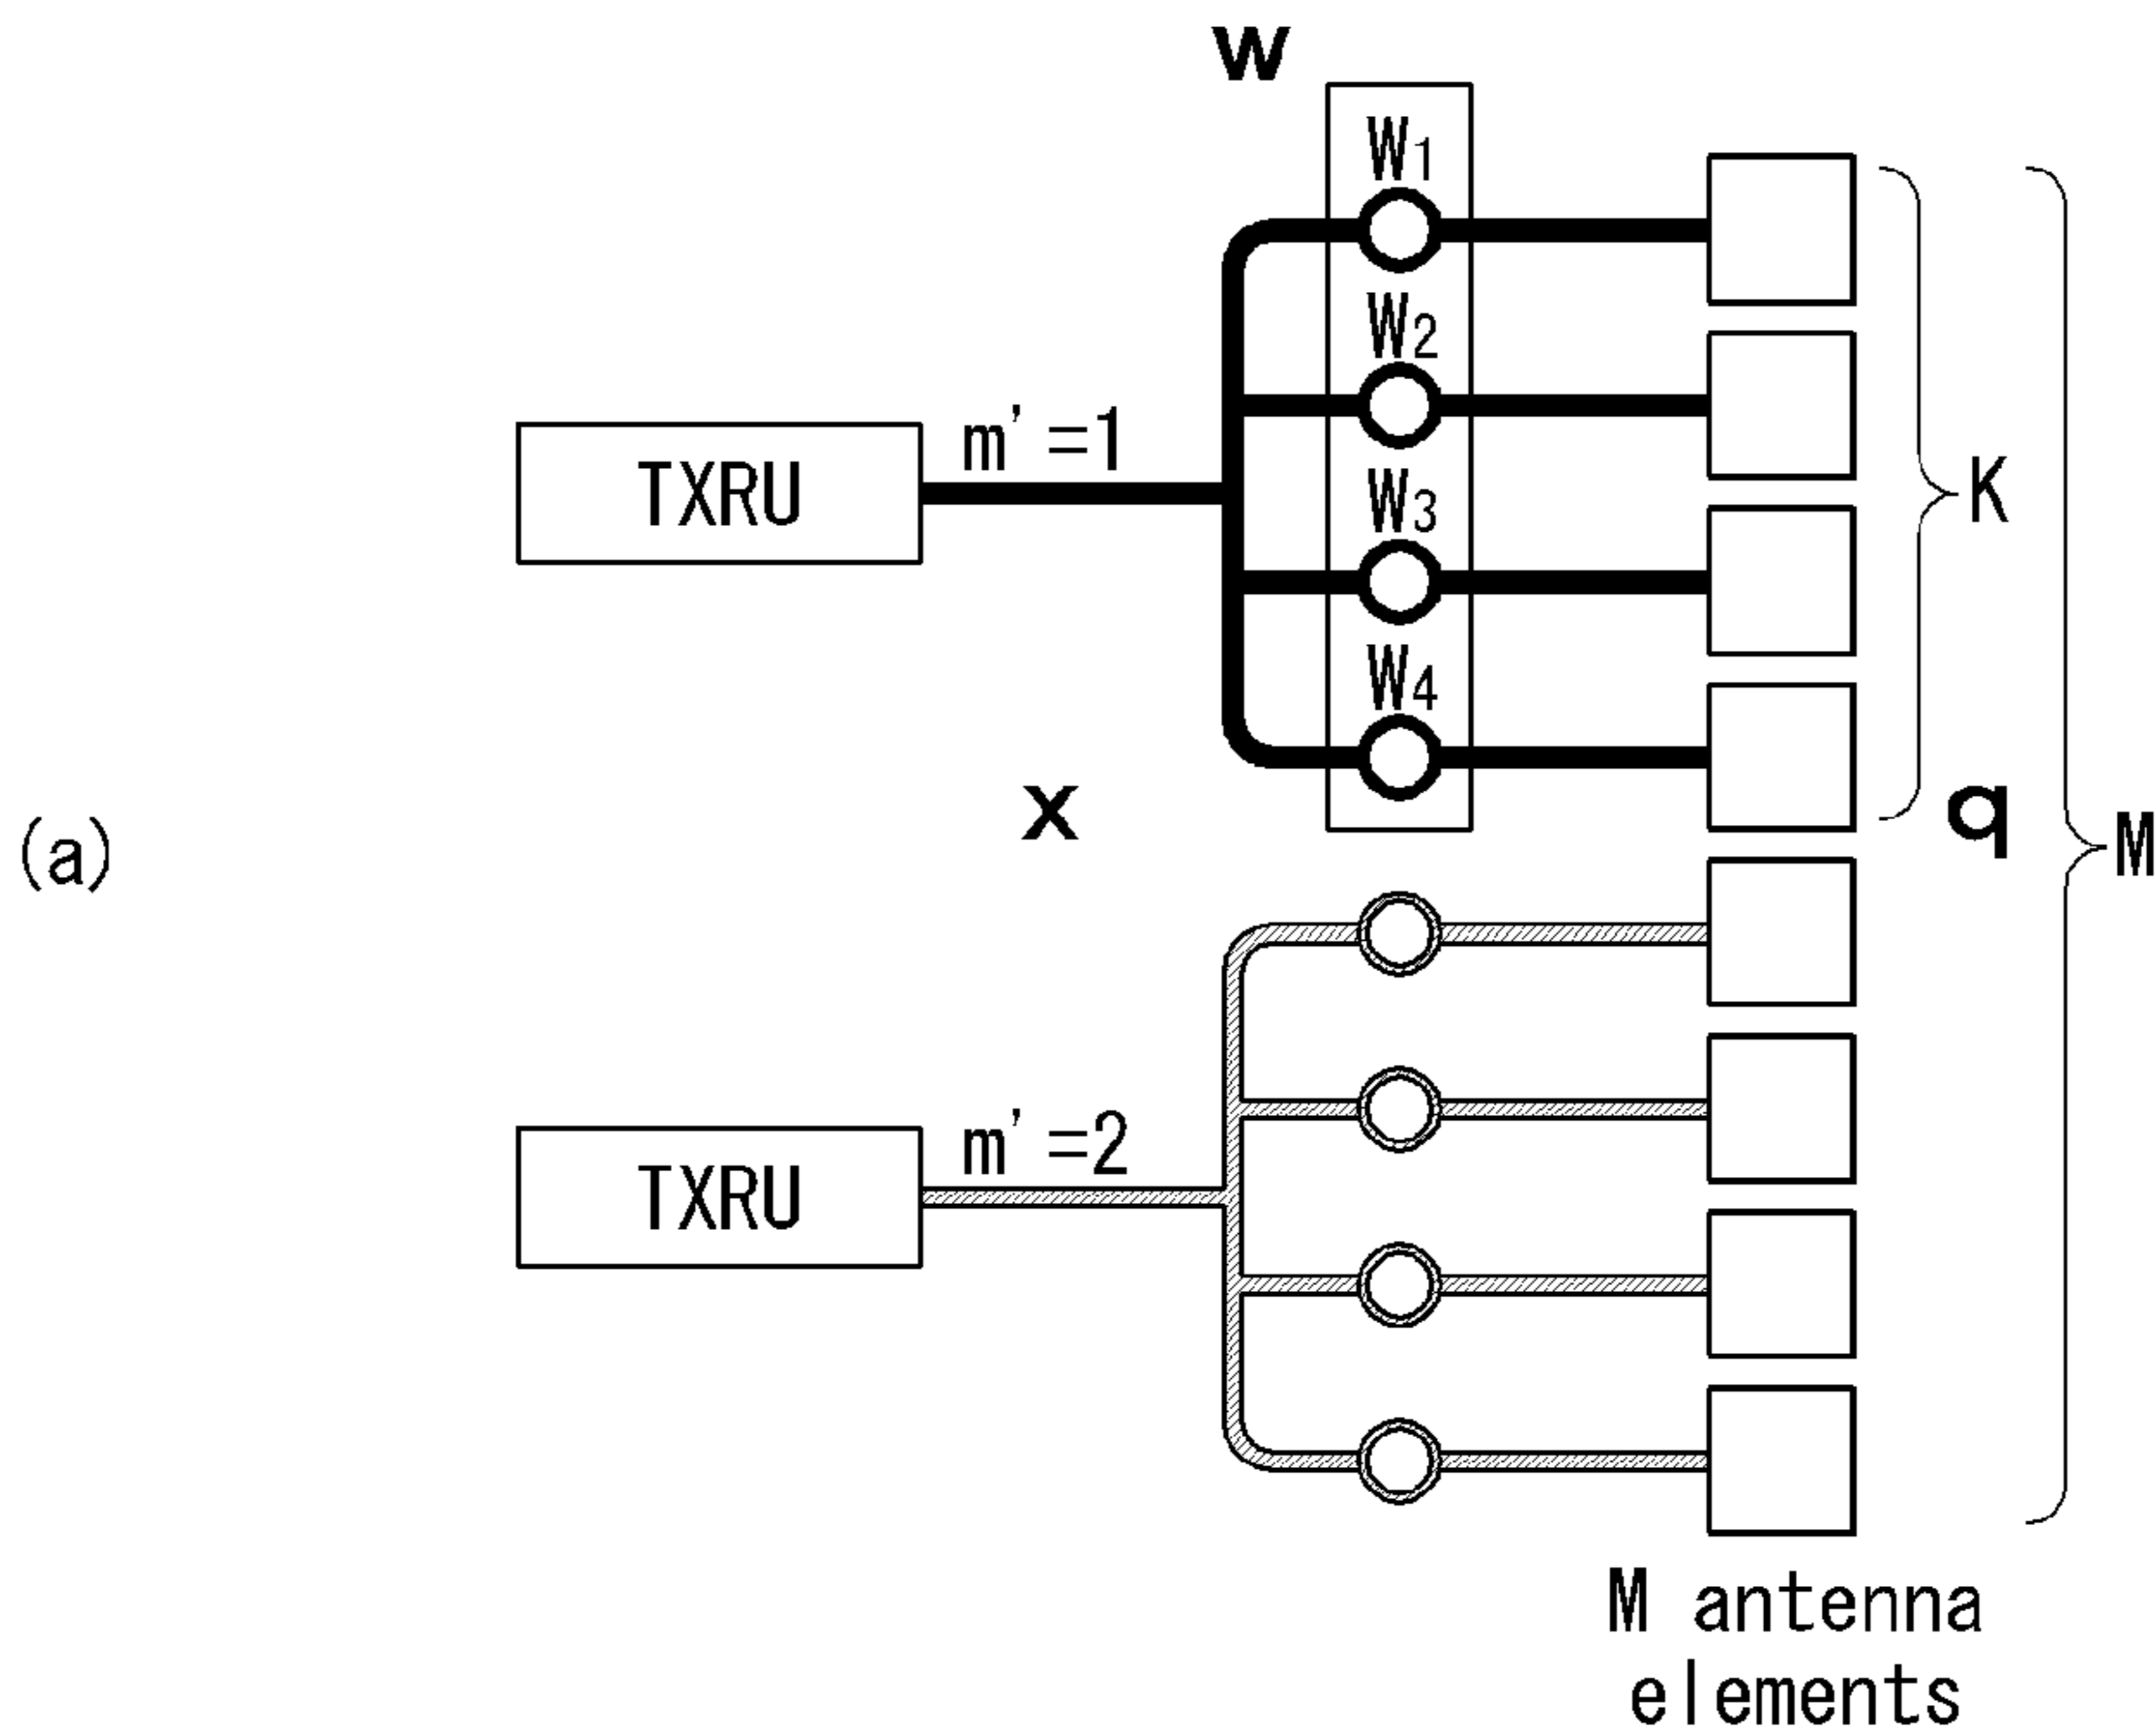 w
W1
W2
m'=1
TXRU
W3
K
W4
x
q
(a)
M
m'=2
TXRU
M antenna
elements